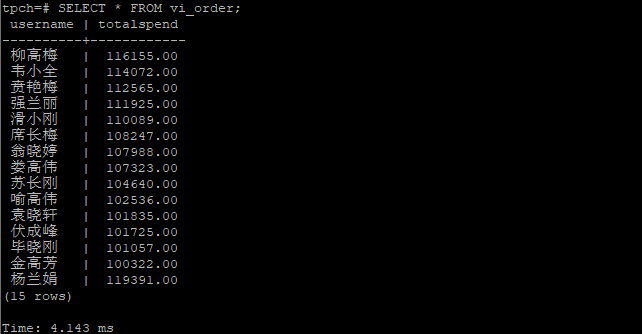 tpch=# SELECT * FROM vi_order;
 username | totalspend
----------+------------
 柳高梅   |  116155.00
 韦小全   |  114072.00
 贲艳梅   |  112565.00
 强兰丽   |  111925.00
 滑小刚   |  110089.00
 席长梅   |  108247.00
 翁晓婷   |  107988.00
 娄高伟   |  107323.00
 苏长刚   |  104640.00
 喻高伟   |  102536.00
 袁晓轩   |  101835.00
 伏成峰   |  101725.00
 毕晓刚   |  101057.00
 金高芳   |  100322.00
 杨兰娟   |  119391.00
(15 rows)
Time: 4.143 ms